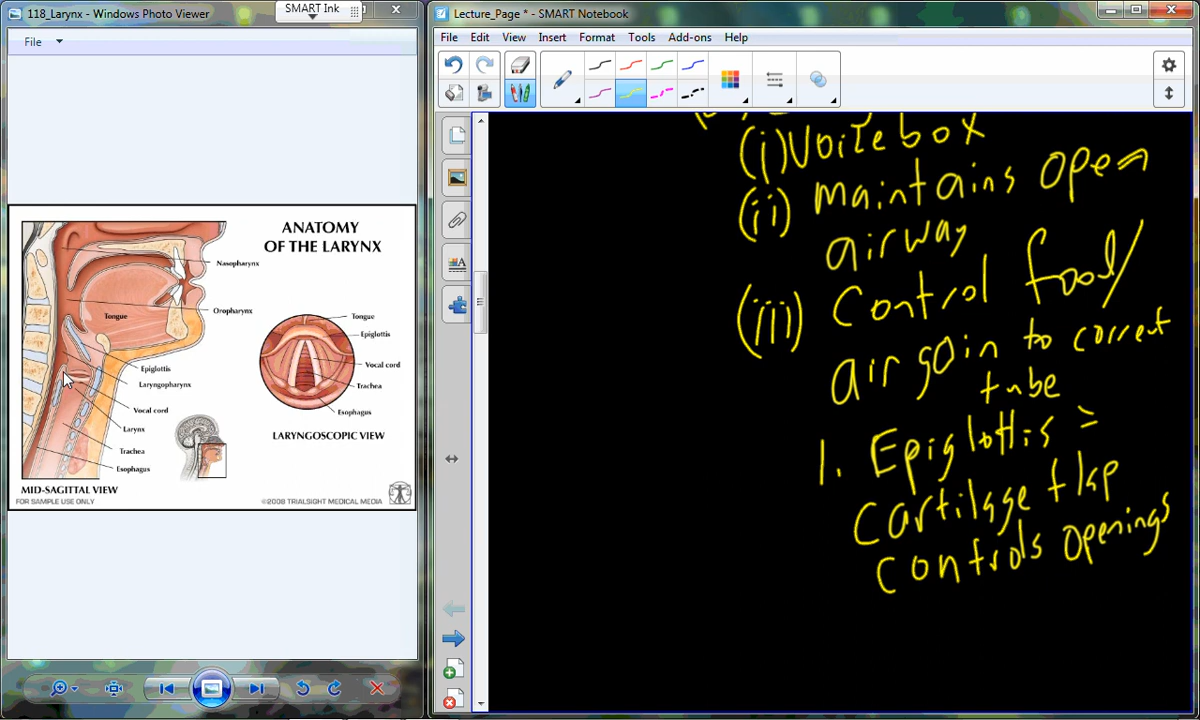 118_Larynx - Windows Photo Viewer
SMART Ink
File
ANATOMY
OF THE LARYNX
Nasopharynx
Oropharynx
Tongue
Epiglottis
Laryngopharynx
Vocal cord
Larynx
Trachea
Esophagus
MID-SAGITTAL VIEW
FOR SAMPLE USE ONLY
Tongue
Epiglottis
Vocal cord
Trachea
Esophagus
LARYNGOSCOPIC VIEW
©2008 TRIALSIGHT MEDICAL MEDIA
Lecture_Page * - SMART Notebook
File Edit View Insert Format Tools Add-ons Help
(i) Voice box
(ii) Maintains open
airway
(iii) Control food/
air goin to correct
tube
1. Epiglottis =
Cartilage flap
controls openings